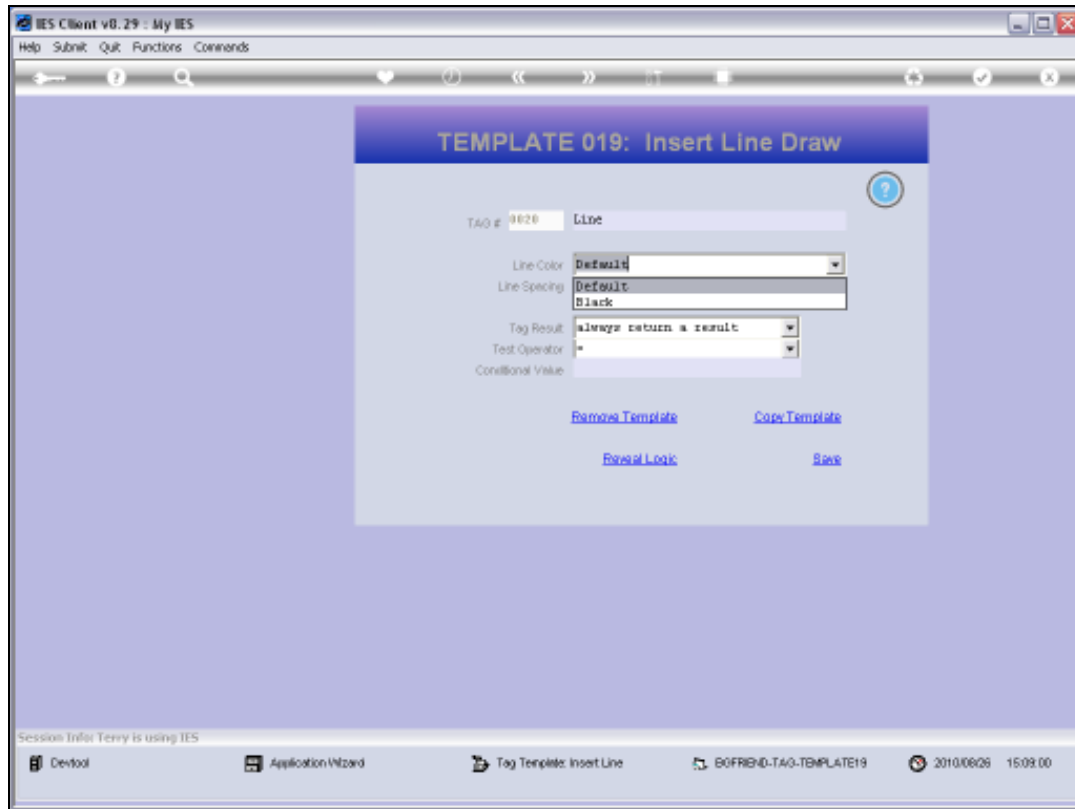 IES Client v8.29 : My IES
Help Submit Quit Functions Commands
TEMPLATE 019: Insert Line Draw
TAG # 0020 Line
Line Color Default
Line Spacing Default
Black
Tag Result always return a result
Test Operator =
Conditional Value
Remove Template Copy Template
Reveal Logic Save
Session Info: Terry is using IES
Devtool Application Wizard Tag Template: Insert Line BGFRIEND-TAG-TEMPLATE19 2010/08/26 15:09:00